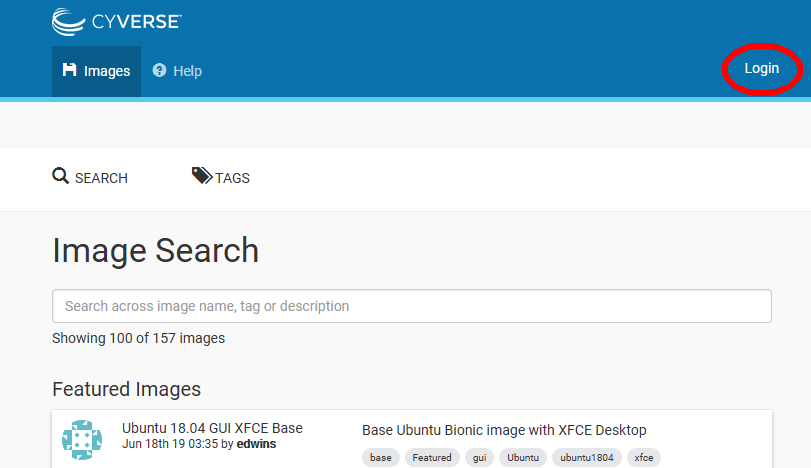 CYVERSE™
Images Help Login
SEARCH TAGS
Image Search
Search across image name, tag or description
Showing 100 of 157 images
Featured Images
Ubuntu 18.04 GUI XFCE Base
Jun 18th 19 03:35 by edwins
Base Ubuntu Bionic image with XFCE Desktop
base Featured gui Ubuntu ubuntu1804 xfce